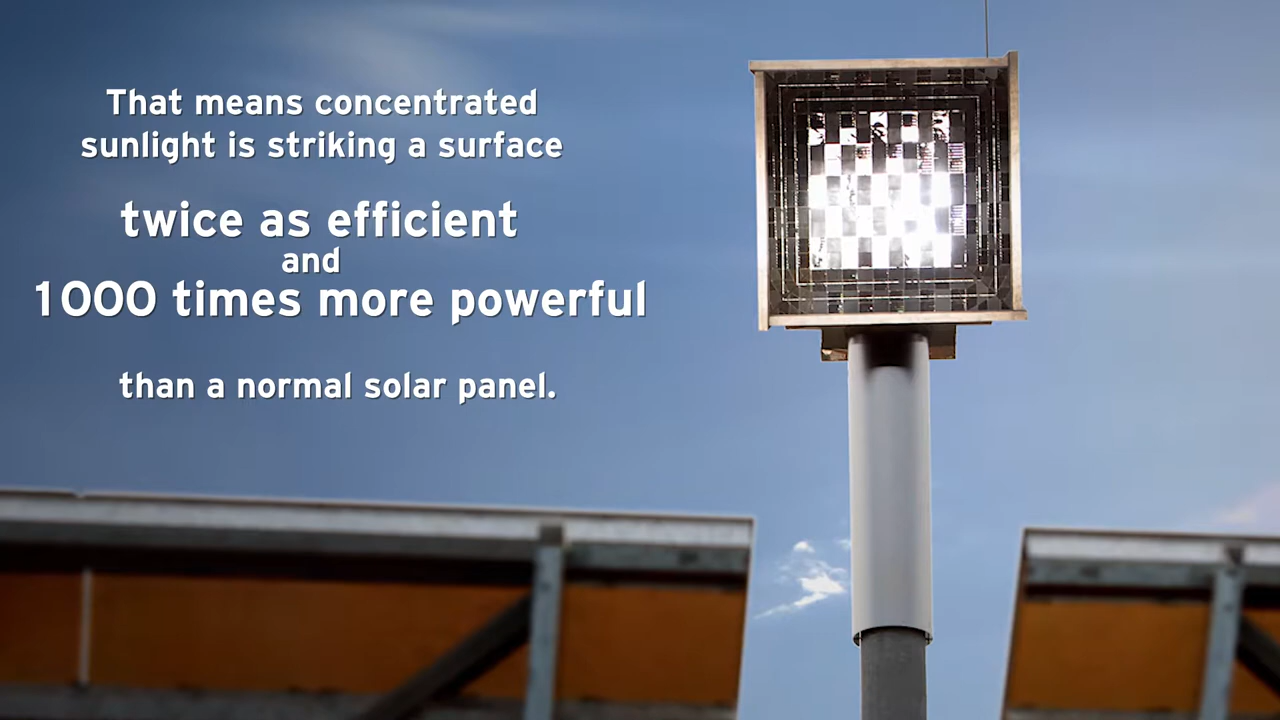 That means concentrated
sunlight is striking a surface
twice as efficient
and
1000 times more powerful
than a normal solar panel.